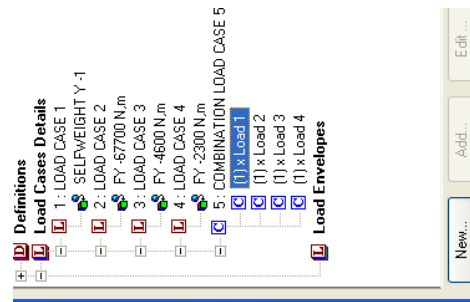 Definitions
Load Cases Details
1 : LOAD CASE 1
SELFWEIGHT Y -1
2 : LOAD CASE 2
FY -67700 N,m
3 : LOAD CASE 3
FY -4600 N,m
4 : LOAD CASE 4
FY -2300 N,m
5 : COMBINATION LOAD CASE 5
(1) x Load 1
(1) x Load 2
(1) x Load 3
(1) x Load 4
Load Envelopes
New... Add... Edit...